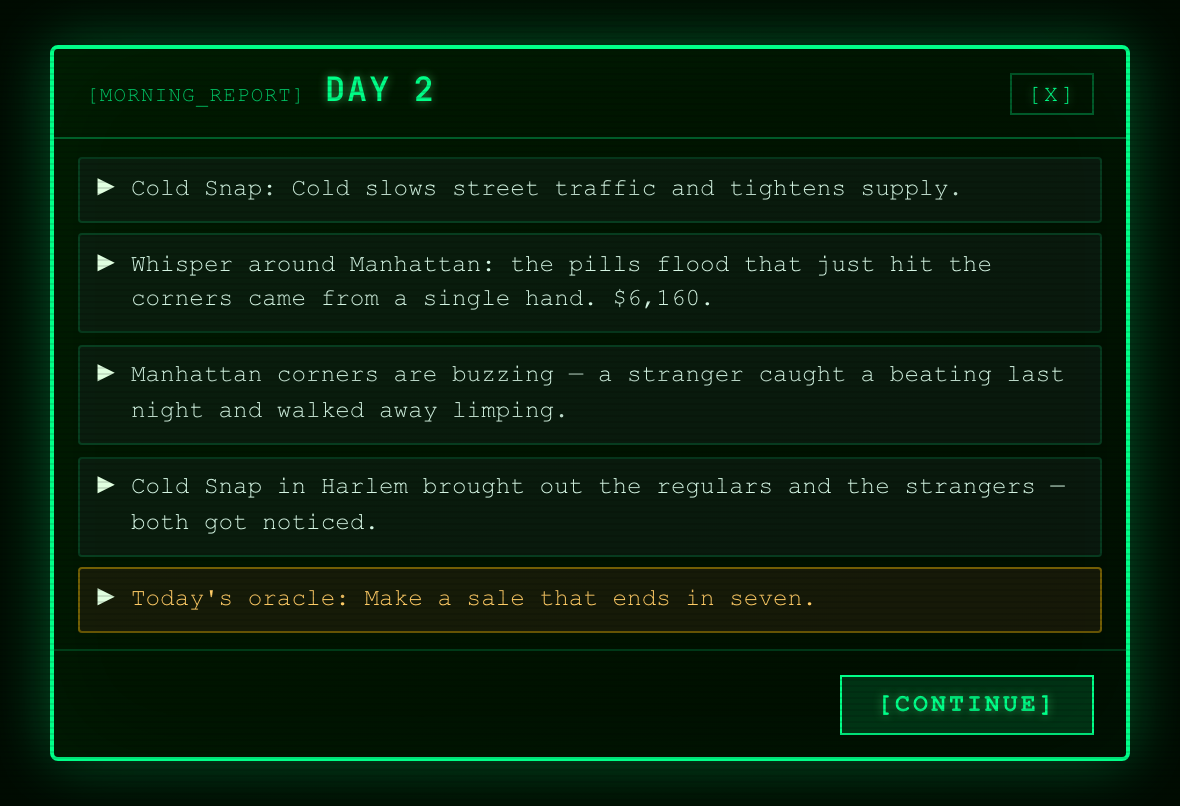 [MORNING_REPORT] DAY 2
[X]
► Cold Snap: Cold slows street traffic and tightens supply.
► Whisper around Manhattan: the pills flood that just hit the
corners came from a single hand. $6,160.
► Manhattan corners are buzzing — a stranger caught a beating last
night and walked away limping.
► Cold Snap in Harlem brought out the regulars and the strangers —
both got noticed.
► Today's oracle: Make a sale that ends in seven.
[CONTINUE]